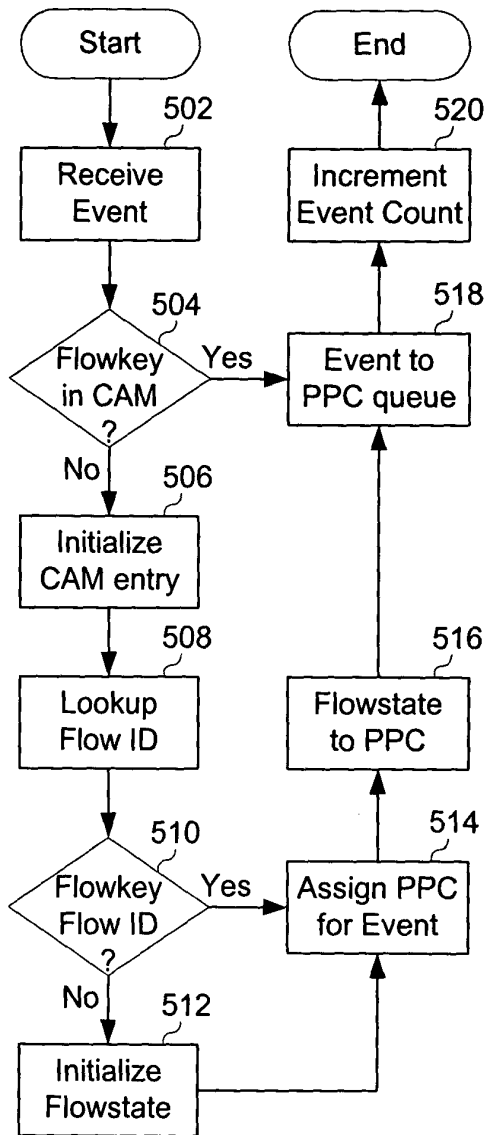 Start
502
Receive
Event
504
Flowkey
in CAM
?
Yes
No
506
Initialize
CAM entry
508
Lookup
Flow ID
510
Flowkey
Flow ID
?
Yes
No
512
Initialize
Flowstate
514
Assign PPC
for Event
516
Flowstate
to PPC
518
Event to
PPC queue
520
Increment
Event Count
End